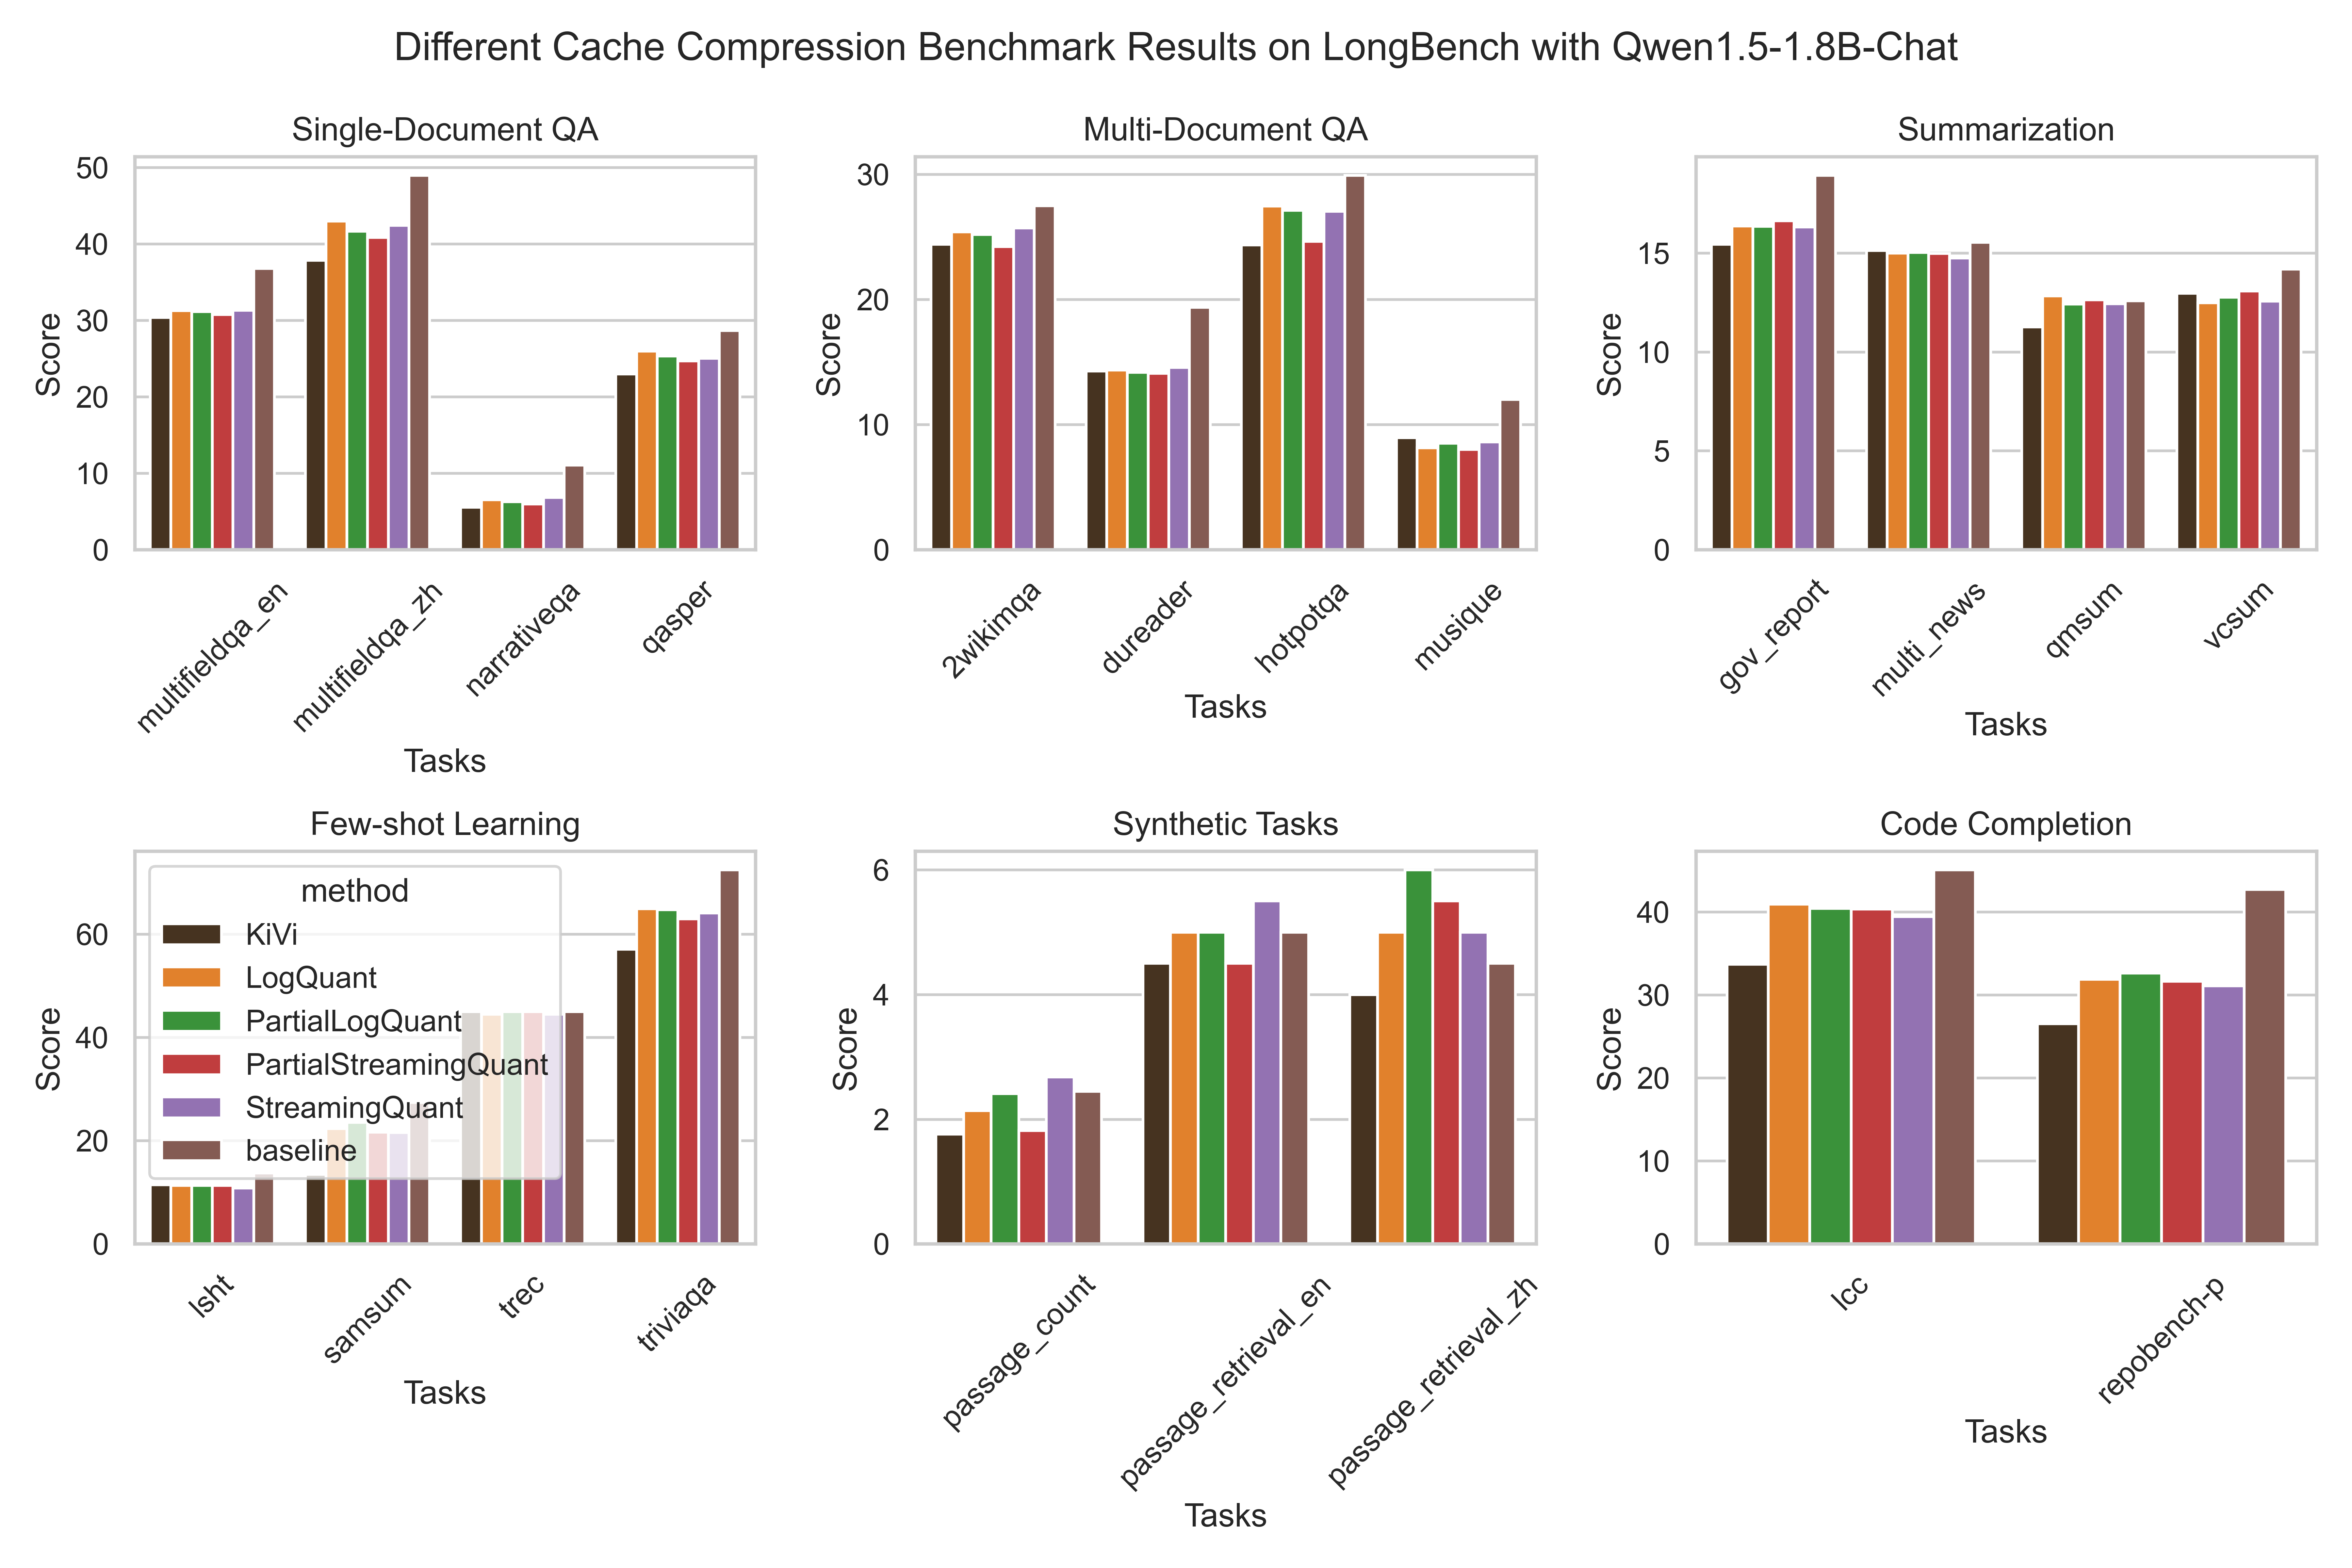 Different Cache Compression Benchmark Results on LongBench with Qwen1.5-1.8B-Chat
Single-Document QA
50
40
30
20
10
0
Score
multifieldqa_en
multifieldqa_zh
narrativeqa
qasper
Tasks
Multi-Document QA
30
20
10
0
Score
2wikimqa
dureader
hotpotqa
musique
Tasks
Summarization
15
10
5
0
Score
gov_report
multi_news
qmsum
vcsum
Tasks
Few-shot Learning
60
40
20
0
Score
method
KiVi
LogQuant
PartialLogQuant
PartialStreamingQuant
StreamingQuant
baseline
lsht
samsum
trec
triviaqa
Tasks
Synthetic Tasks
6
4
2
0
Score
passage_count
passage_retrieval_en
passage_retrieval_zh
Tasks
Code Completion
40
30
20
10
0
Score
lcc
repobench-p
Tasks